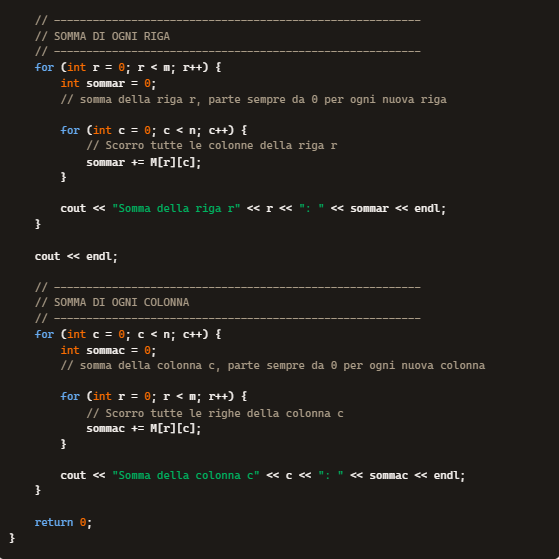 // ---------------------------------------------------------
// SOMMA DI OGNI RIGA
// ---------------------------------------------------------
for (int r = 0; r < m; r++) {
int sommar = 0;
// somma della riga r, parte sempre da 0 per ogni nuova riga
for (int c = 0; c < n; c++) {
// Scorro tutte le colonne della riga r
sommar += M[r][c];
}
cout << "Somma della riga r" << r << ": " << sommar << endl;
}
cout << endl;
// ---------------------------------------------------------
// SOMMA DI OGNI COLONNA
// ---------------------------------------------------------
for (int c = 0; c < n; c++) {
int sommac = 0;
// somma della colonna c, parte sempre da 0 per ogni nuova colonna
for (int r = 0; r < m; r++) {
// Scorro tutte le righe della colonna c
sommac += M[r][c];
}
cout << "Somma della colonna c" << c << ": " << sommac << endl;
}
return 0;
}